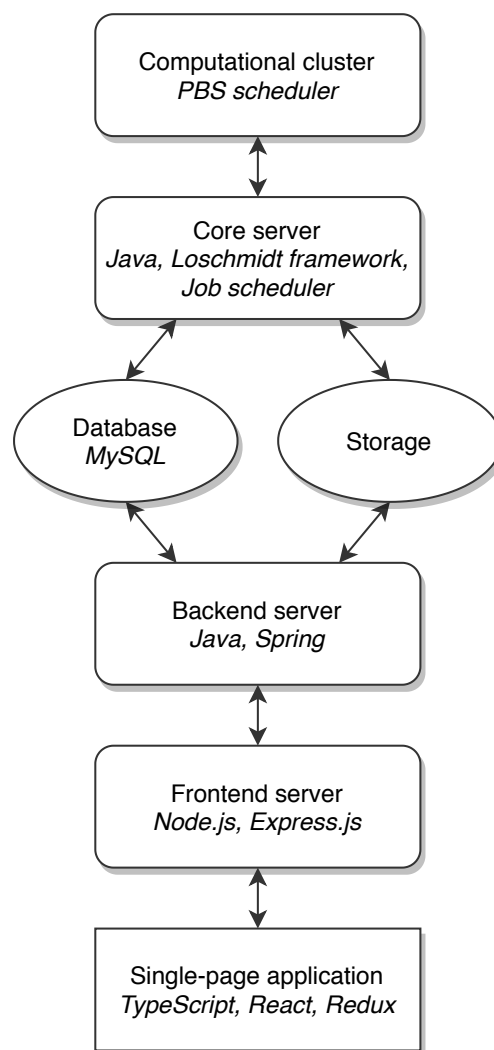 Computational cluster
PBS scheduler
Core server
Java, Loschmidt framework,
Job scheduler
Database
MySQL
Storage
Backend server
Java, Spring
Frontend server
Node.js, Express.js
Single-page application
TypeScript, React, Redux